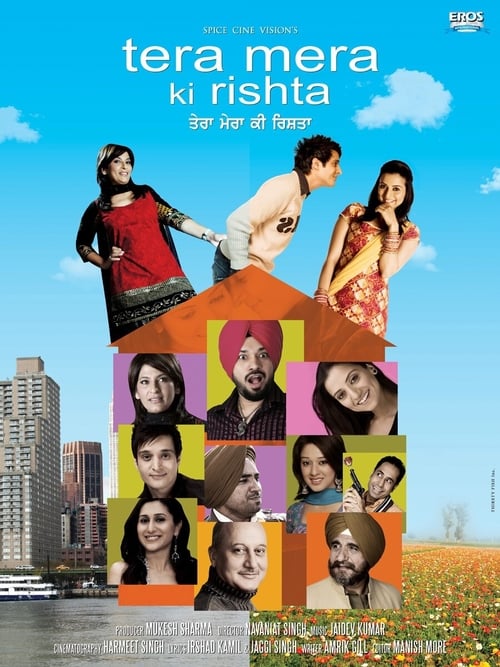 SPICE CINE VISION'S
EROS
tera mera
ki rishta
ਤੇਰਾ ਮੇਰਾ ਕੀ ਰਿਸ਼ਤਾ
PRODUCER MUKESH SHARMA DIRECTOR NAVANIAT SINGH MUSIC JAIDEV KUMAR
CINEMATOGRAPHY HARMEET SINGH LYRICS IRSHAD KAMIL & JAGGI SINGH WRITER AMRIK GILL EDITOR MANISH MORE